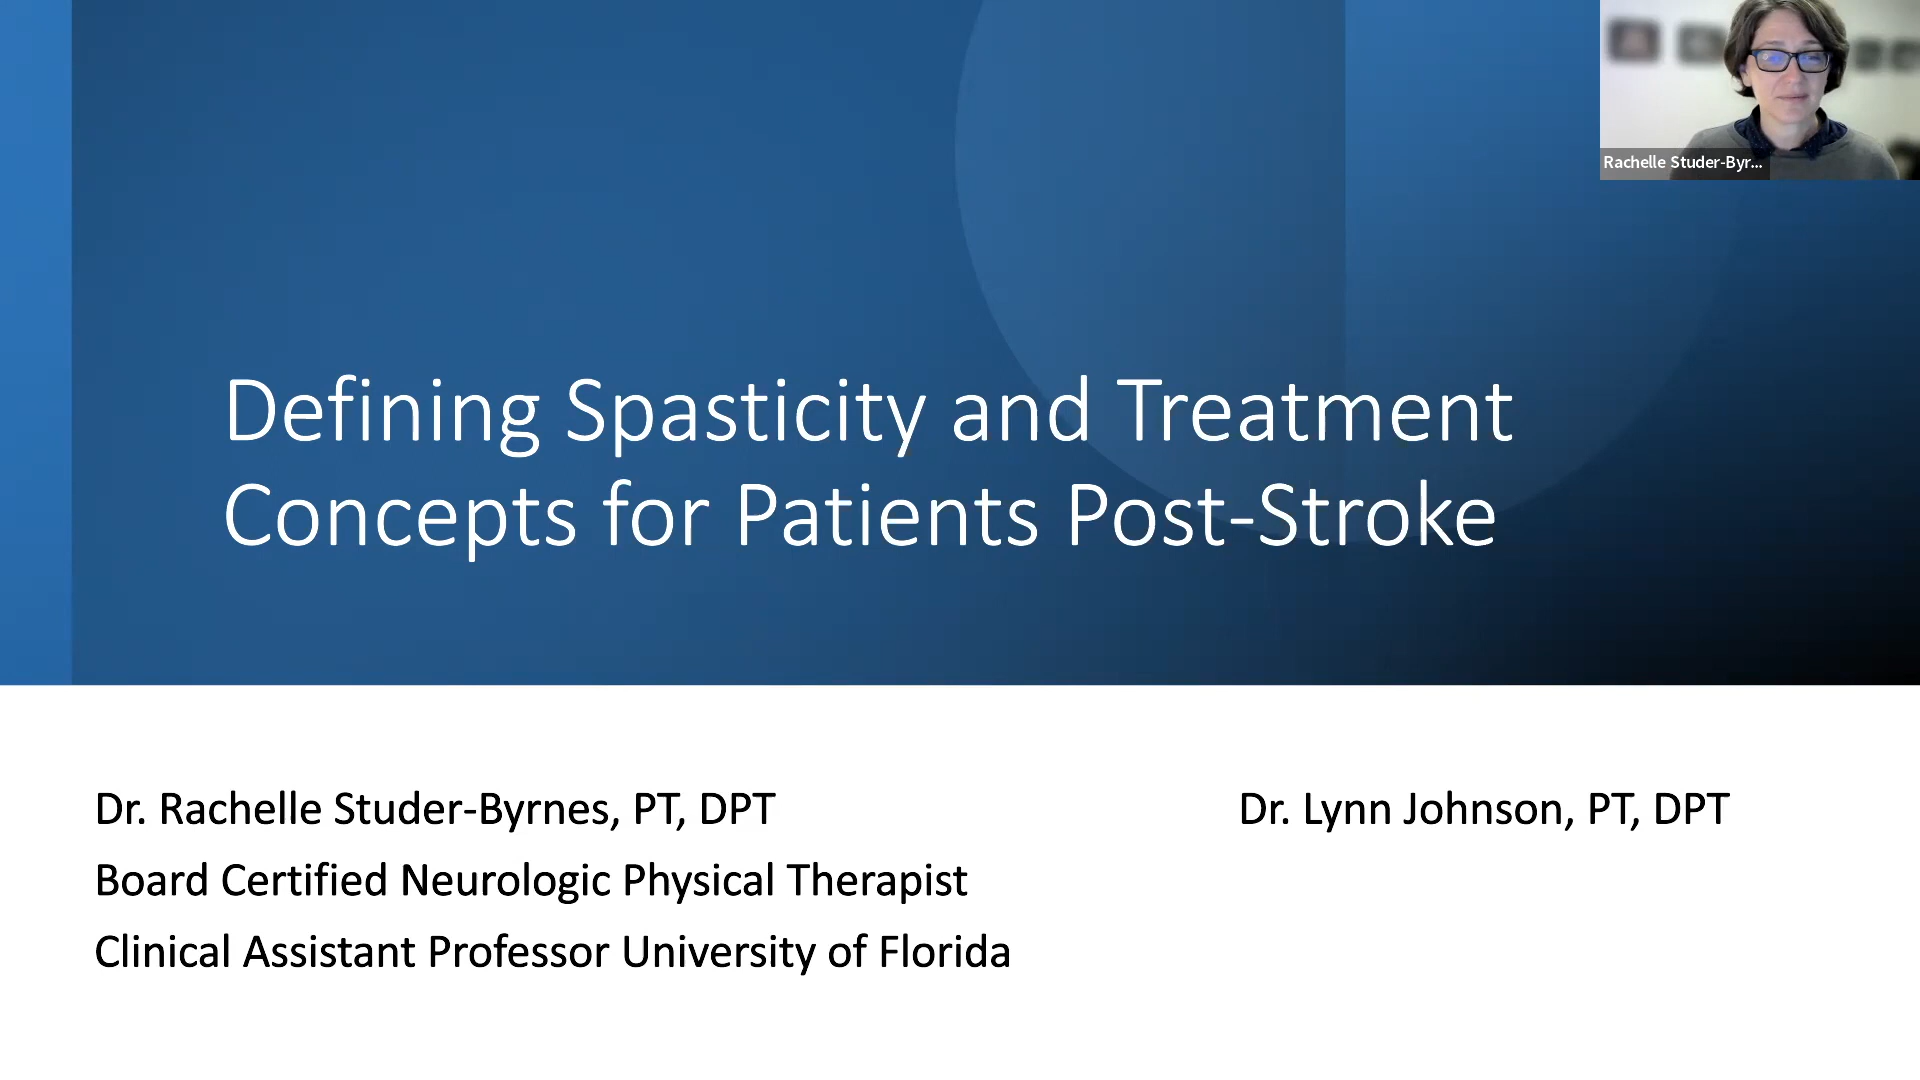 Rachelle Studer-Byr...
Defining Spasticity and Treatment
Concepts for Patients Post-Stroke
Dr. Rachelle Studer-Byrnes, PT, DPT
Board Certified Neurologic Physical Therapist
Clinical Assistant Professor University of Florida
Dr. Lynn Johnson, PT, DPT